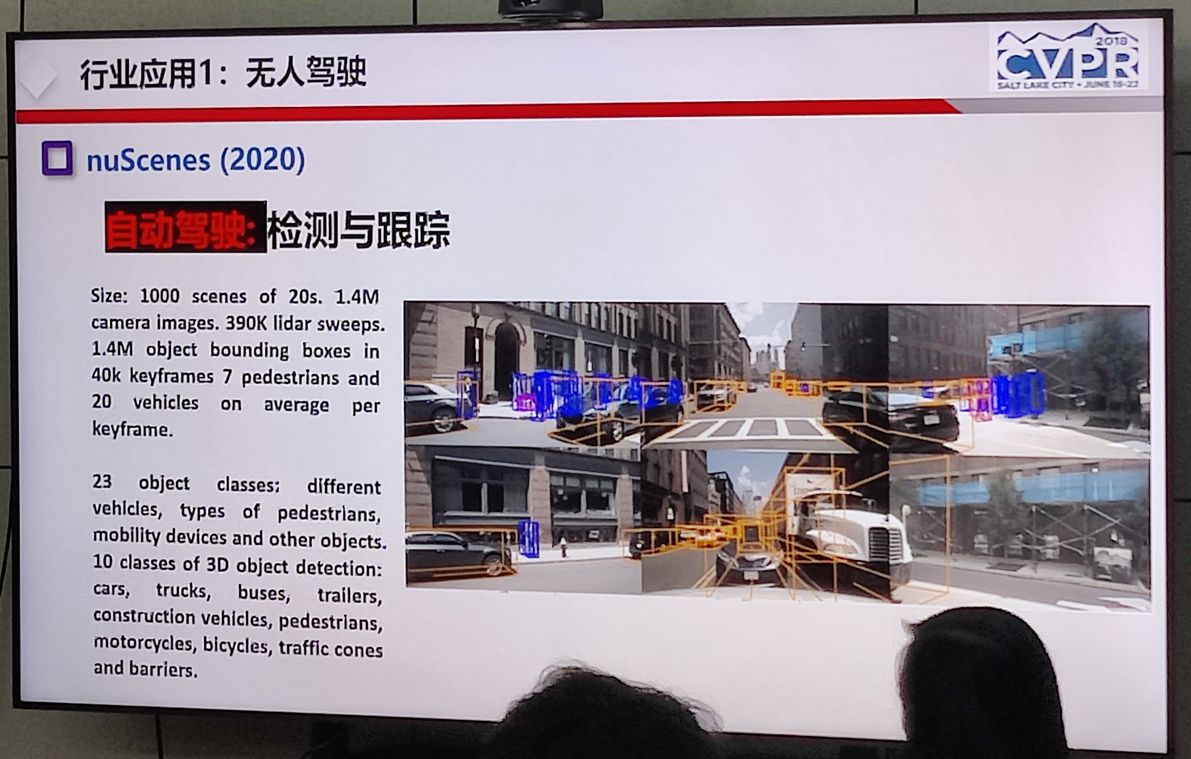 行业应用1：无人驾驶
2018
CVPR
SALT LAKE CITY • JUNE 18-22
nuScenes (2020)
自动驾驶: 检测与跟踪
Size: 1000 scenes of 20s. 1.4M
camera images. 390K lidar sweeps.
1.4M object bounding boxes in
40k keyframes 7 pedestrians and
20 vehicles on average per
keyframe.
23 object classes: different
vehicles, types of pedestrians,
mobility devices and other objects.
10 classes of 3D object detection:
cars, trucks, buses, trailers,
construction vehicles, pedestrians,
motorcycles, bicycles, traffic cones
and barriers.